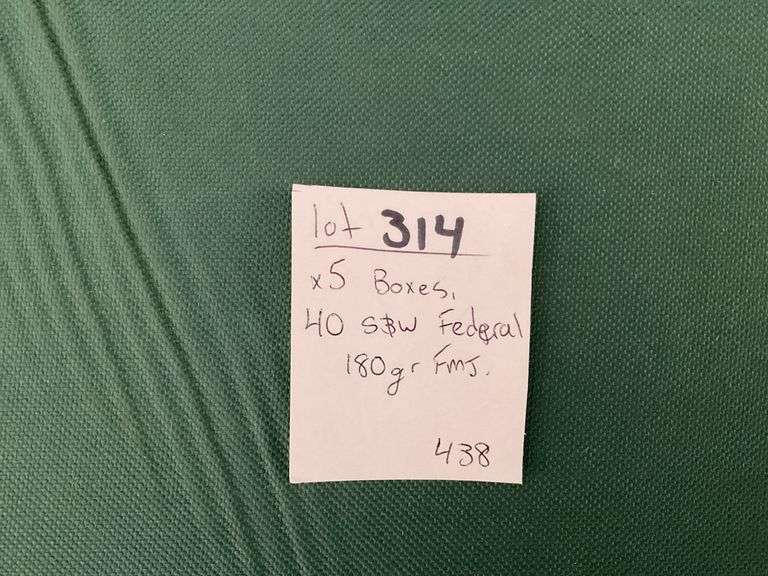 lot 314
x5 Boxes,
40 S&W Federal
180gr FMJ.
438